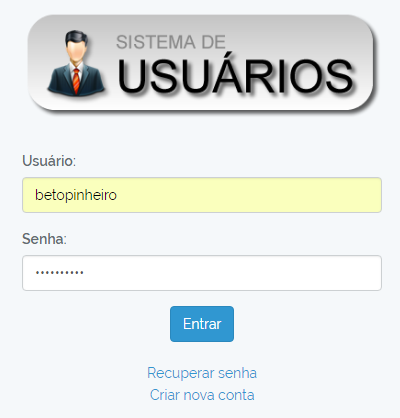 SISTEMA DE
USUÁRIOS
Usuário:
betopinheiro
Senha:
••••••••••
Entrar
Recuperar senha
Criar nova conta